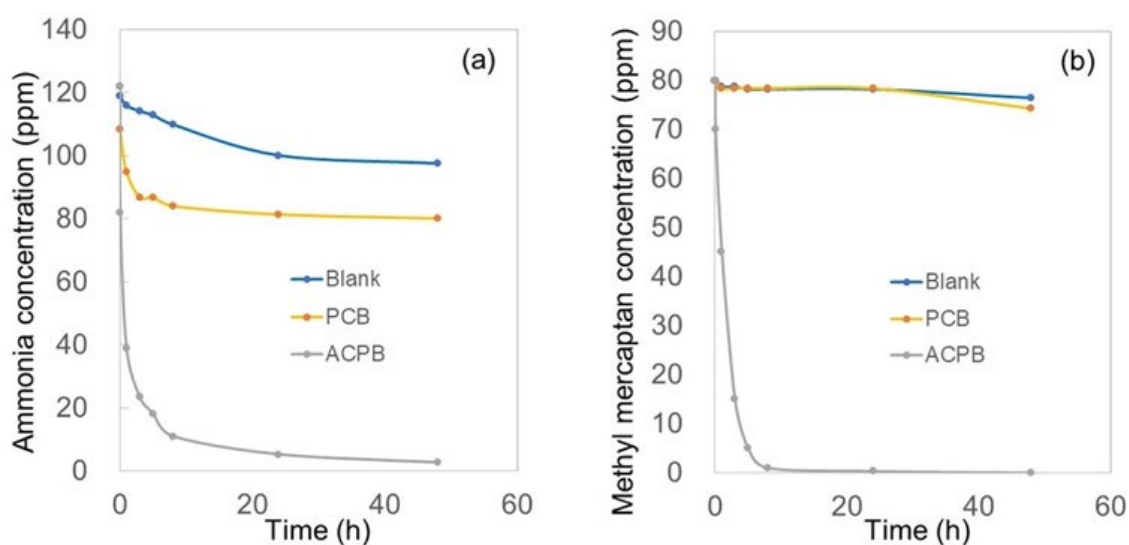 (a)
Ammonia concentration (ppm)
140
120
100
80
60
40
20
0
Blank
PCB
ACPB
0 20 40 60
Time (h)
(b)
Methyl mercaptan concentration (ppm)
90
80
70
60
50
40
30
20
10
0
Blank
PCB
ACPB
0 20 40 60
Time (h)